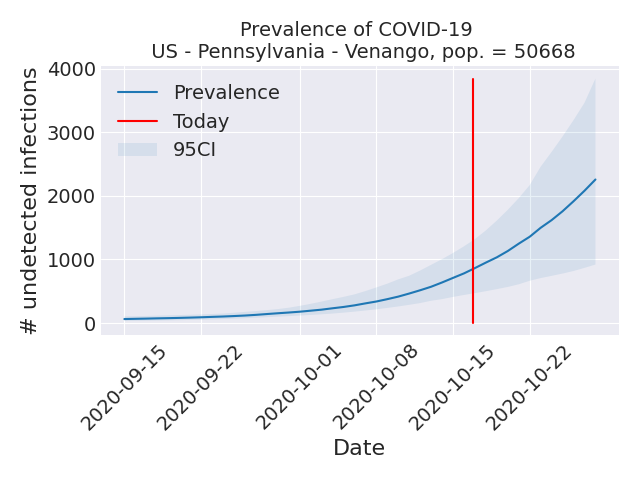 Prevalence of COVID-19
US - Pennsylvania - Venango, pop. = 50668
# undetected infections
4000
3000
2000
1000
0
Prevalence
Today
95CI
2020-09-15
2020-09-22
2020-10-01
2020-10-08
2020-10-15
2020-10-22
Date